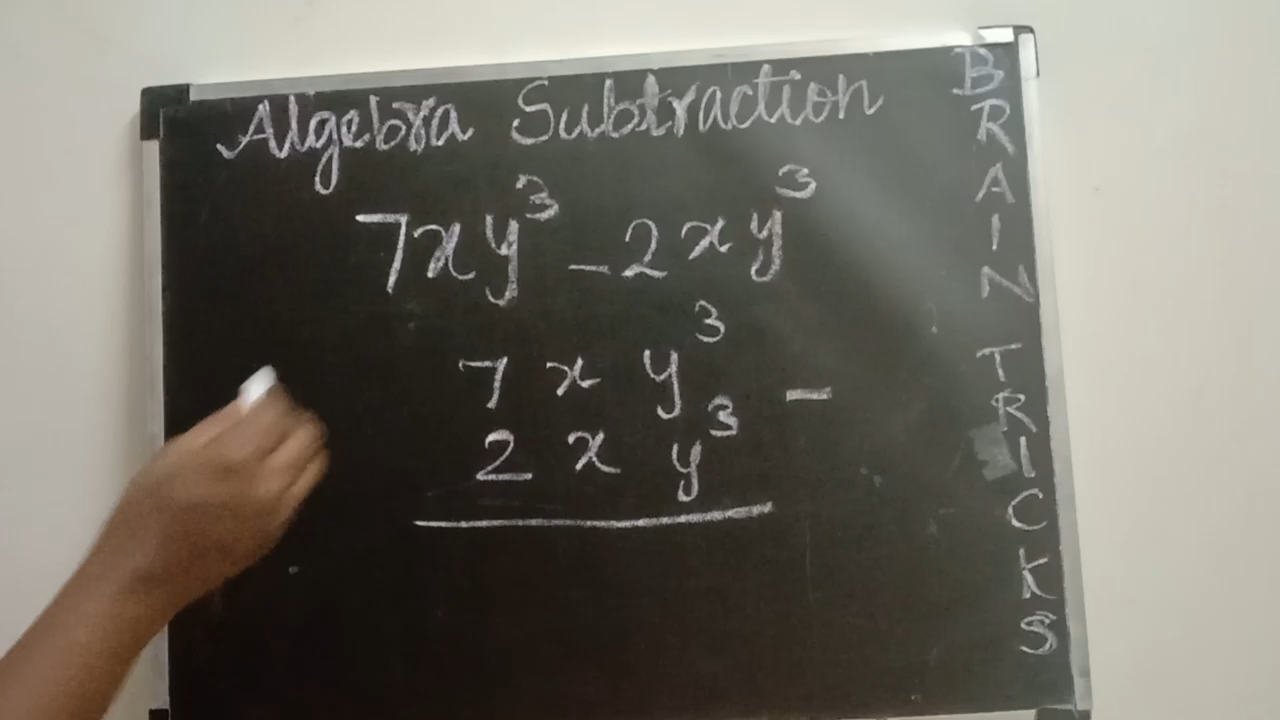 Algebra Subtraction
7xy³ - 2xy³
7 x y³ -
2 x y³
BRAIN TRICKS